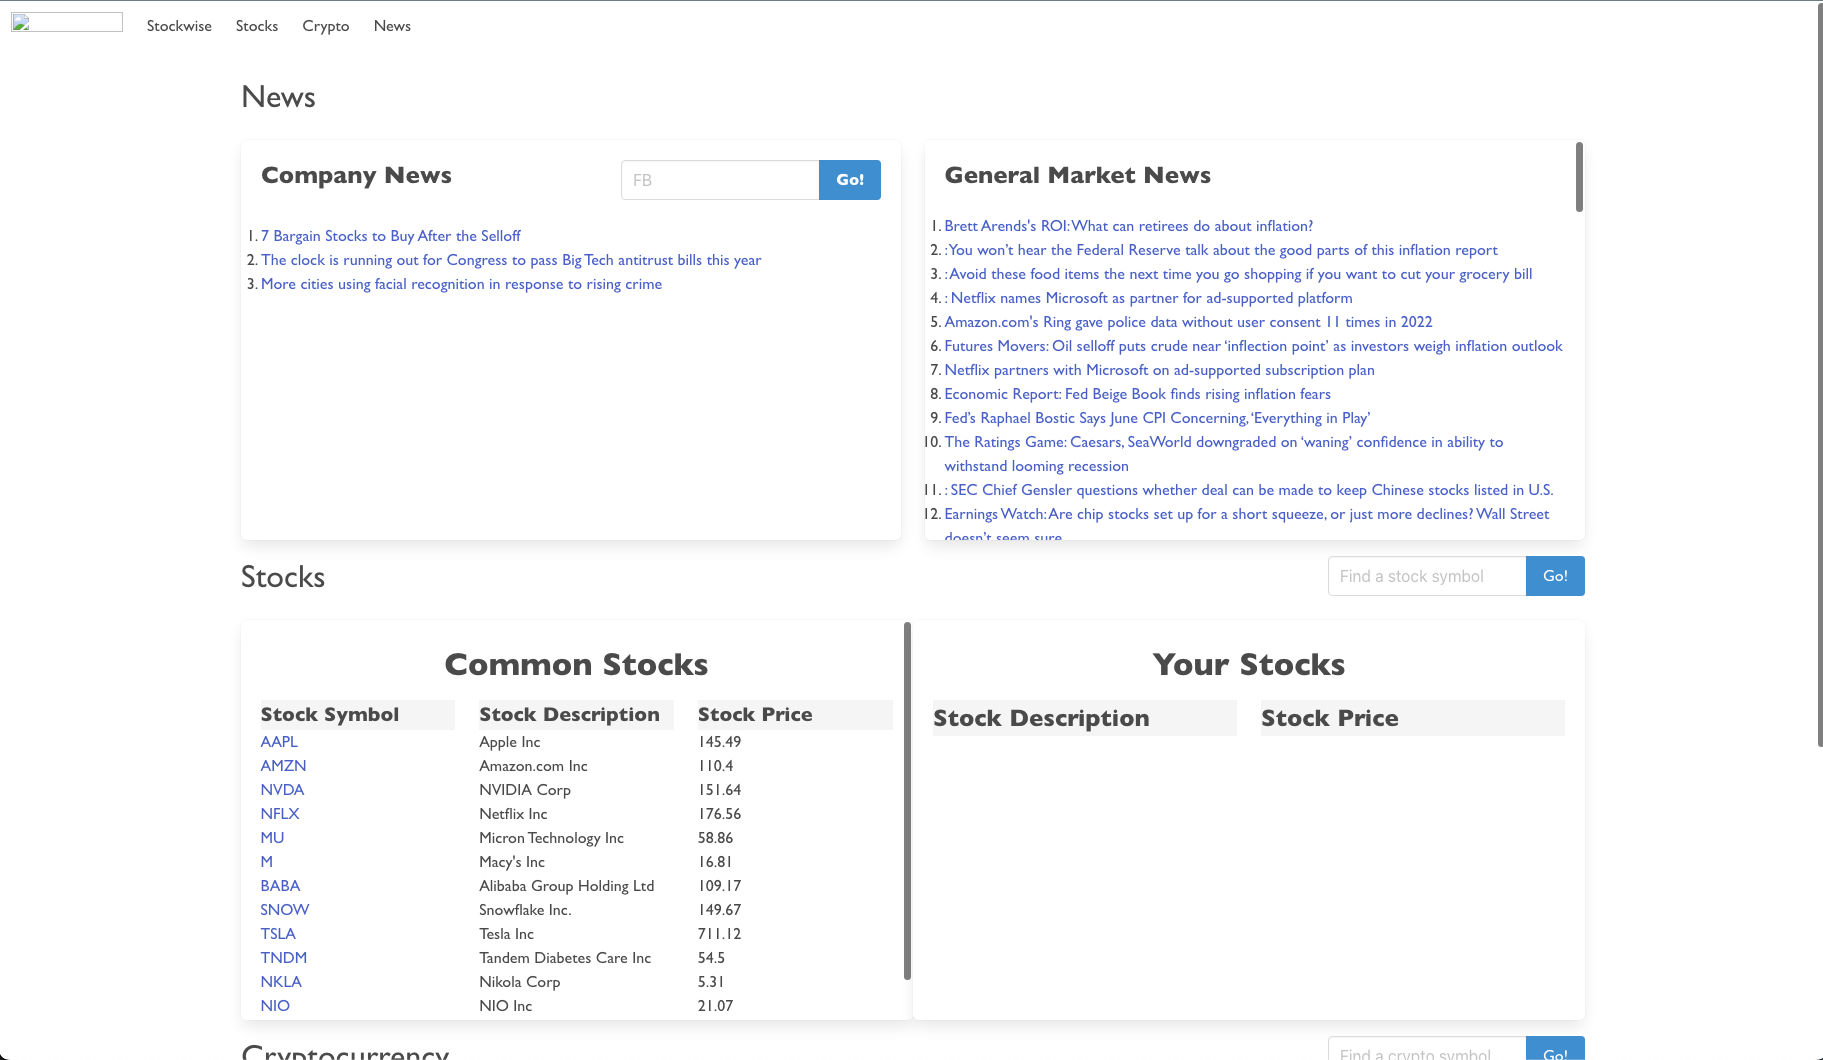 Stockwise Stocks Crypto News
News
Company News
FB Go!
1. 7 Bargain Stocks to Buy After the Selloff
2. The clock is running out for Congress to pass Big Tech antitrust bills this year
3. More cities using facial recognition in response to rising crime
General Market News
1. Brett Arends's ROI: What can retirees do about inflation?
2. : You won’t hear the Federal Reserve talk about the good parts of this inflation report
3. : Avoid these food items the next time you go shopping if you want to cut your grocery bill
4. : Netflix names Microsoft as partner for ad-supported platform
5. Amazon.com's Ring gave police data without user consent 11 times in 2022
6. Futures Movers: Oil selloff puts crude near ‘inflection point’ as investors weigh inflation outlook
7. Netflix partners with Microsoft on ad-supported subscription plan
8. Economic Report: Fed Beige Book finds rising inflation fears
9. Fed’s Raphael Bostic Says June CPI Concerning, ‘Everything in Play’
10. The Ratings Game: Caesars, SeaWorld downgraded on ‘waning’ confidence in ability to
withstand looming recession
11. : SEC Chief Gensler questions whether deal can be made to keep Chinese stocks listed in U.S.
12. Earnings Watch: Are chip stocks set up for a short squeeze, or just more declines? Wall Street
doesn’t seem sure
Stocks
Find a stock symbol Go!
Common Stocks
Stock Symbol Stock Description Stock Price
AAPL Apple Inc 145.49
AMZN Amazon.com Inc 110.4
NVDA NVIDIA Corp 151.64
NFLX Netflix Inc 176.56
MU Micron Technology Inc 58.86
M Macy's Inc 16.81
BABA Alibaba Group Holding Ltd 109.17
SNOW Snowflake Inc. 149.67
TSLA Tesla Inc 711.12
TNDM Tandem Diabetes Care Inc 54.5
NKLA Nikola Corp 5.31
NIO NIO Inc 21.07
Your Stocks
Stock Description Stock Price
Cryptocurrency
Find a crypto symbol Go!